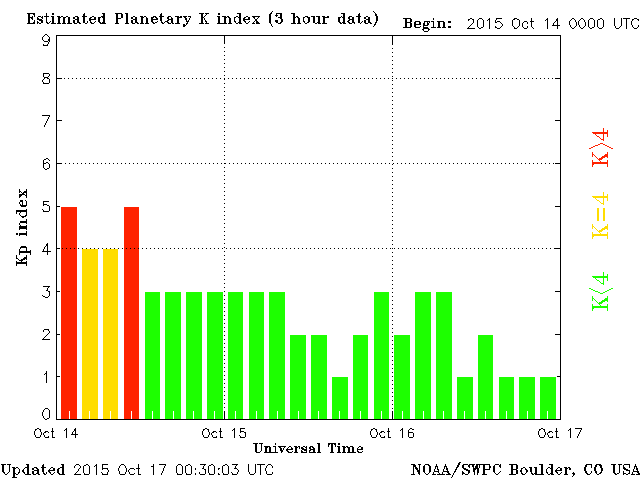 Estimated Planetary K index (3 hour data)
Begin: 2015 Oct 14 0000 UTC
9
8
7
6
5
4
3
2
1
0
Kp index
K>4
K=4
K<4
Oct 14
Oct 15
Oct 16
Oct 17
Universal Time
Updated 2015 Oct 17 00:30:03 UTC
NOAA/SWPC Boulder, CO USA